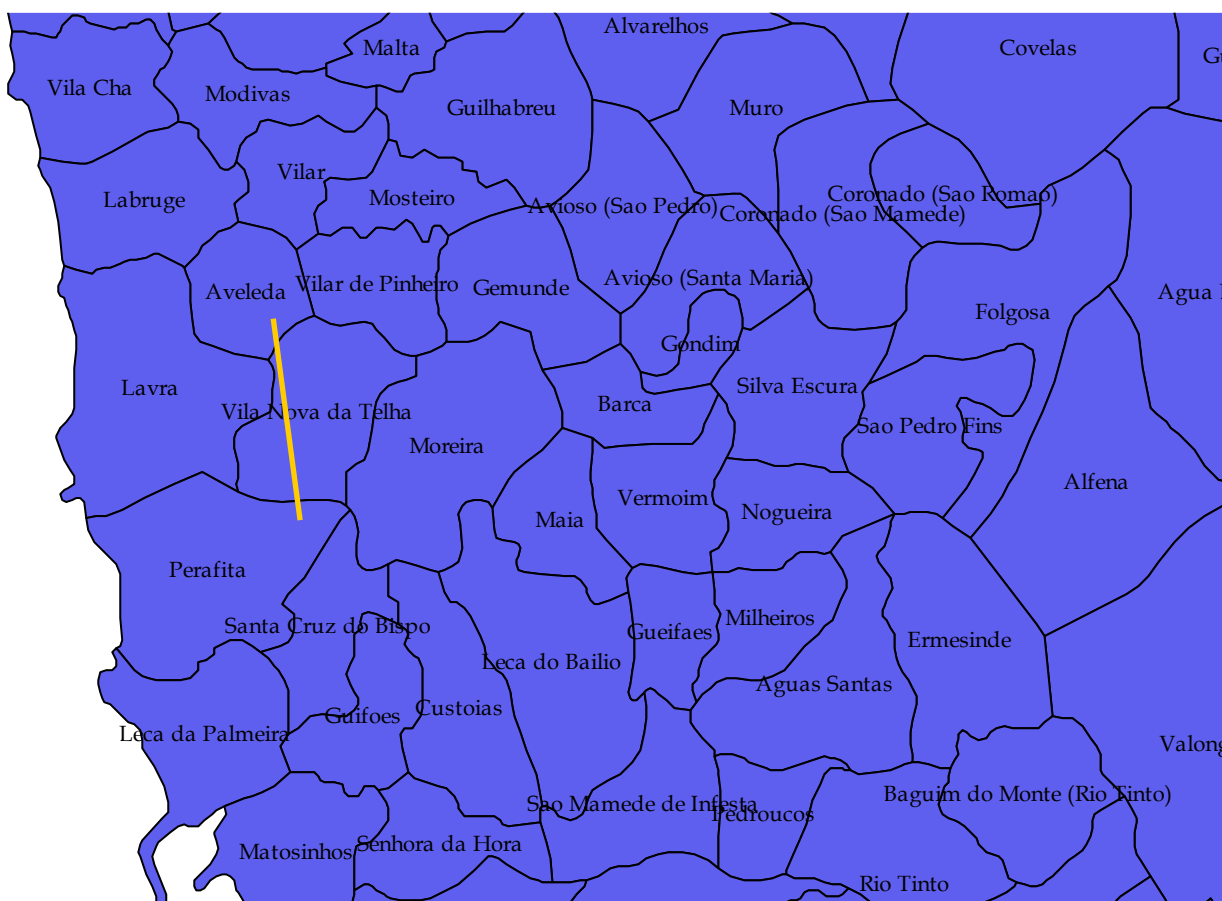 Alvarelhos
Malta
Covelas
Vila Cha
Modivas
Guilhabreu
Muro
Vilar
Labruge
Mosteiro
Avioso (Sao Pedro)
Coronado (Sao Romao)
Coronado (Sao Mamede)
Aveleda
Vilar de Pinheiro
Gemunde
Avioso (Santa Maria)
Agua
Folgosa
Gondim
Lavra
Silva Escura
Vila Nova da Telha
Barca
Sao Pedro Fins
Moreira
Alfena
Vermoim
Nogueira
Maia
Perafita
Santa Cruz do Bispo
Gueifaes
Milheiros
Ermesinde
Leca do Bailio
Aguas Santas
Custoias
Guifoes
Leca da Palmeira
Valong
Sao Mamede de Infesta
Pedroucos
Baguim do Monte (Rio Tinto)
Matosinhos
Senhora da Hora
Rio Tinto